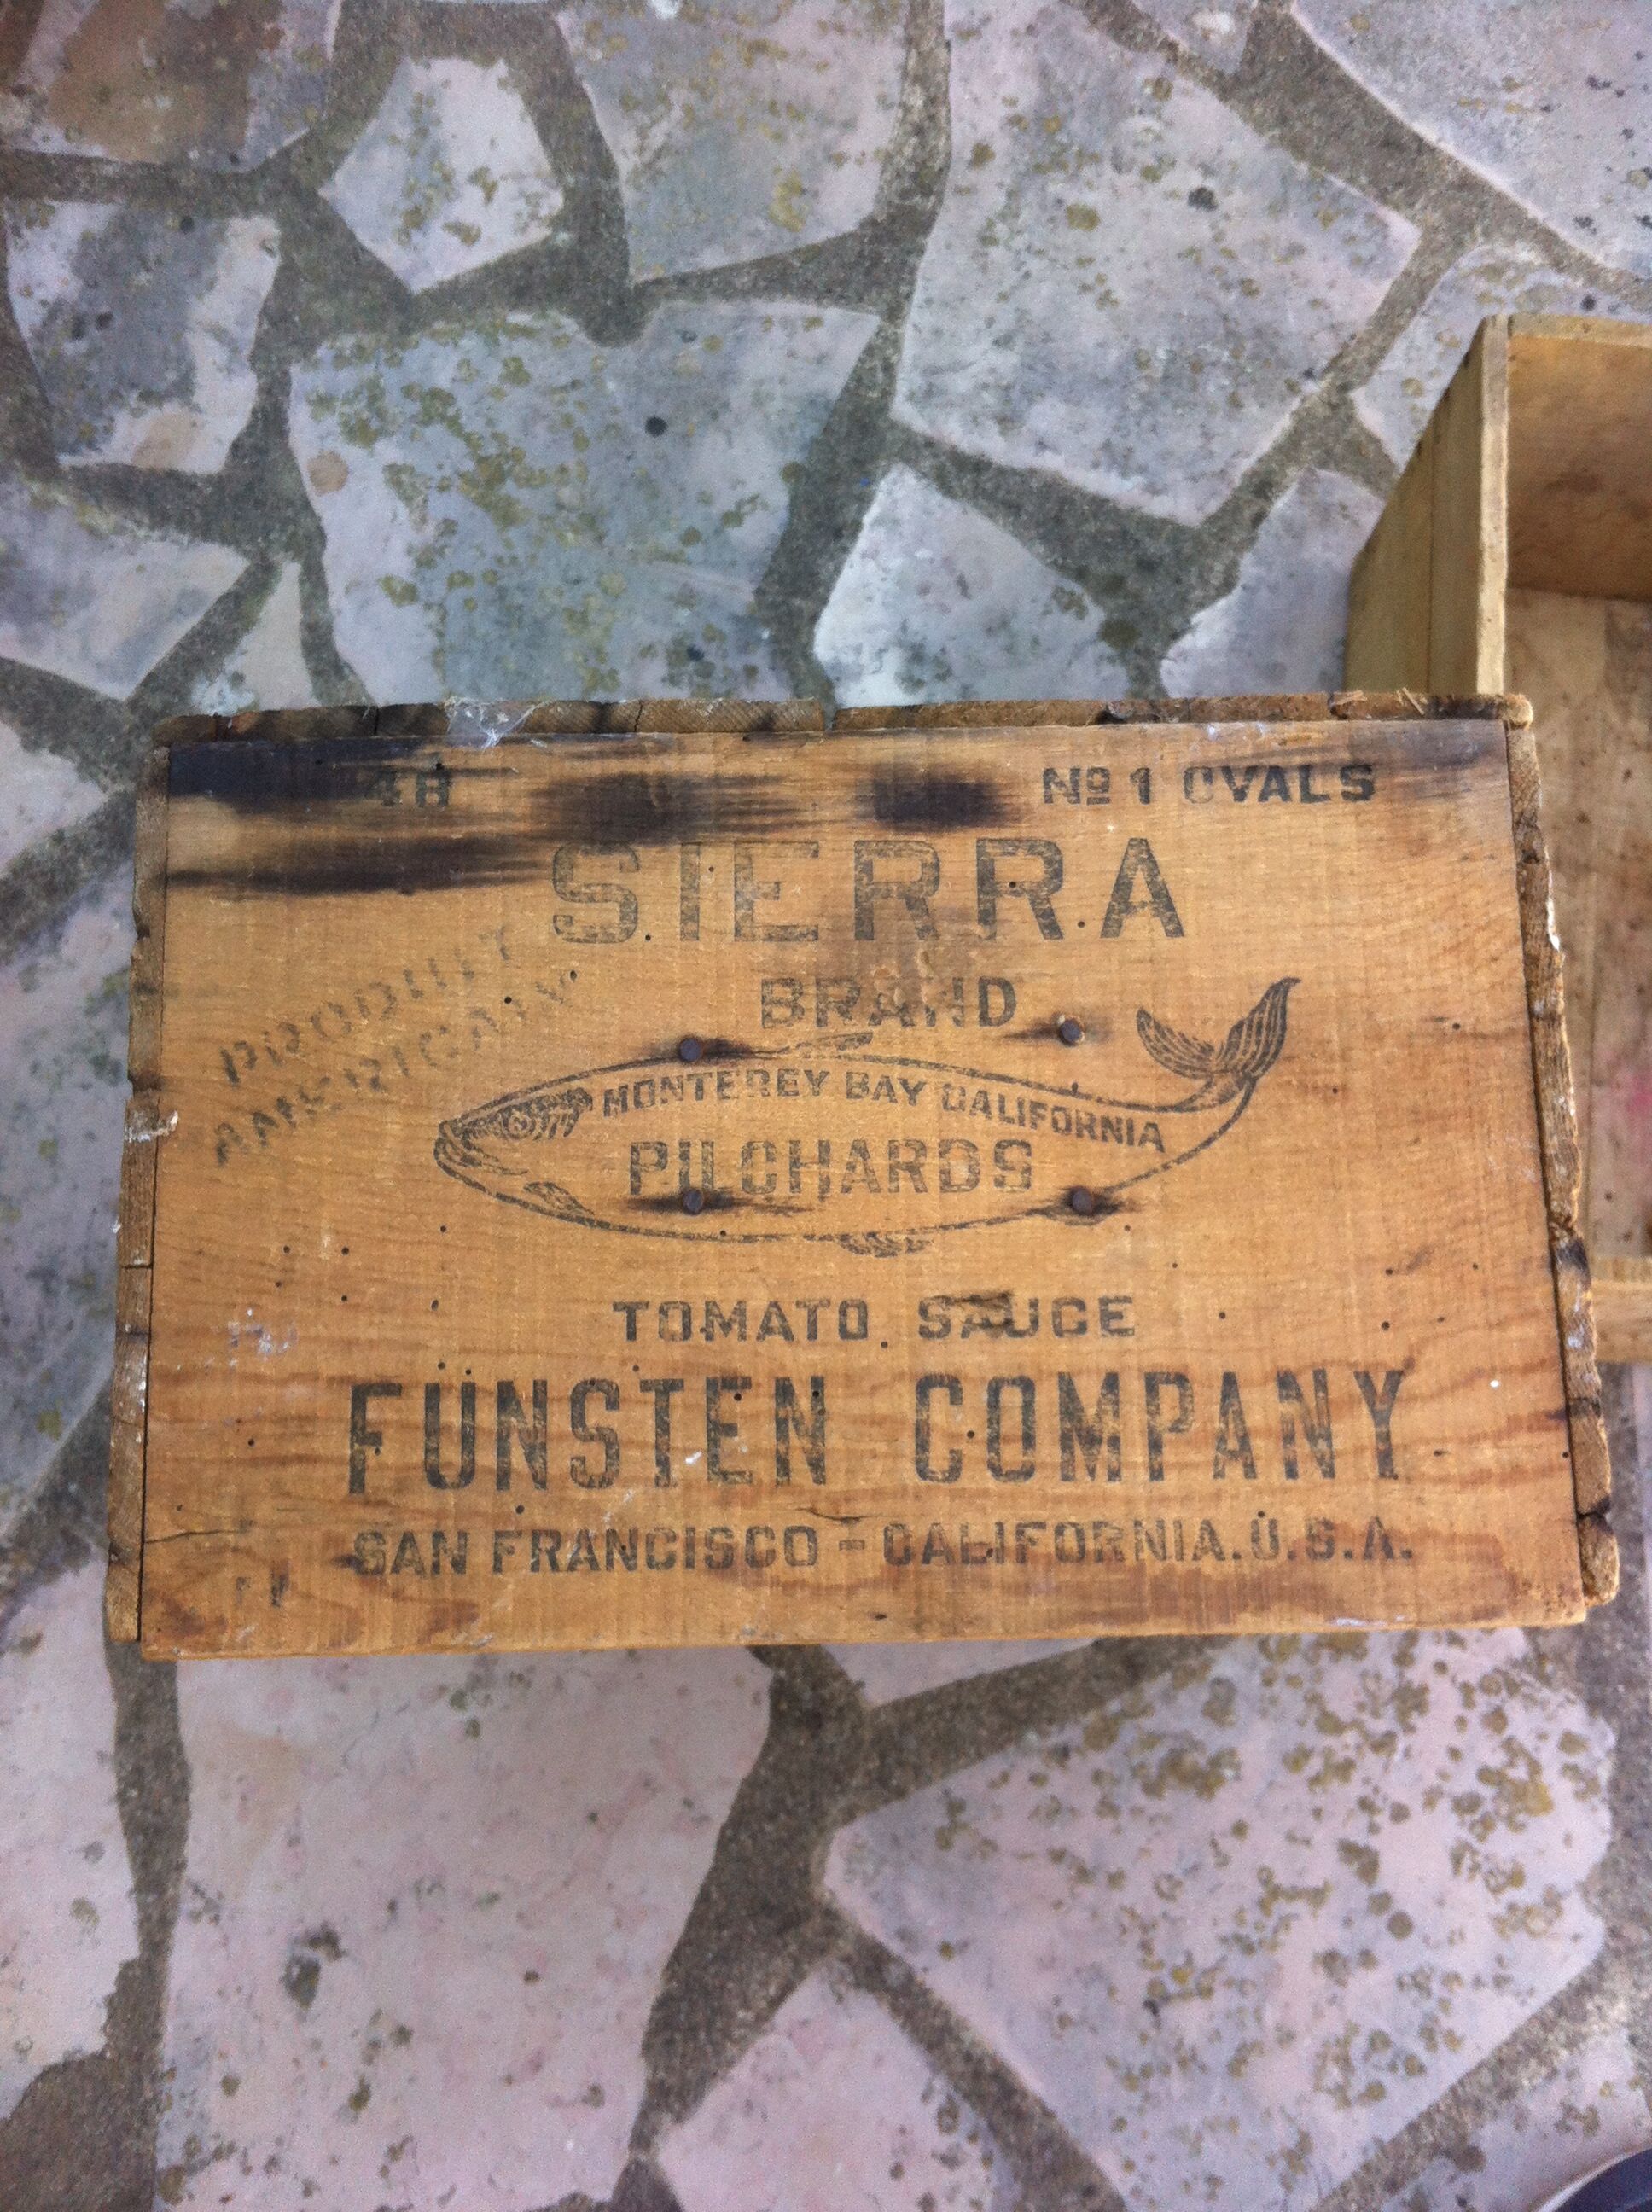 48 Nº 1 OVALS
SIERRA
BRAND
PRODUIT
AMERICAIN
MONTEREY BAY CALIFORNIA
PILCHARDS
TOMATO SAUCE
FUNSTEN COMPANY
SAN FRANCISCO - CALIFORNIA. U.S.A.